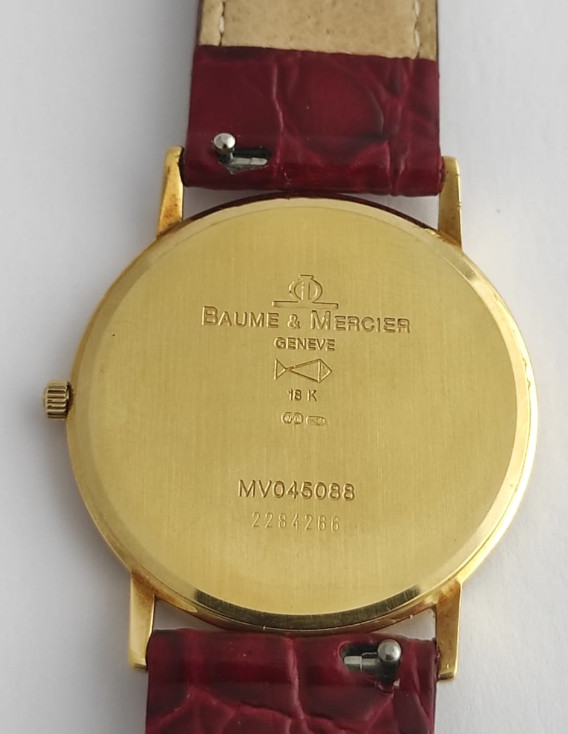 BAUME & MERCIER
GENEVE
18 K
MV045088
2284266